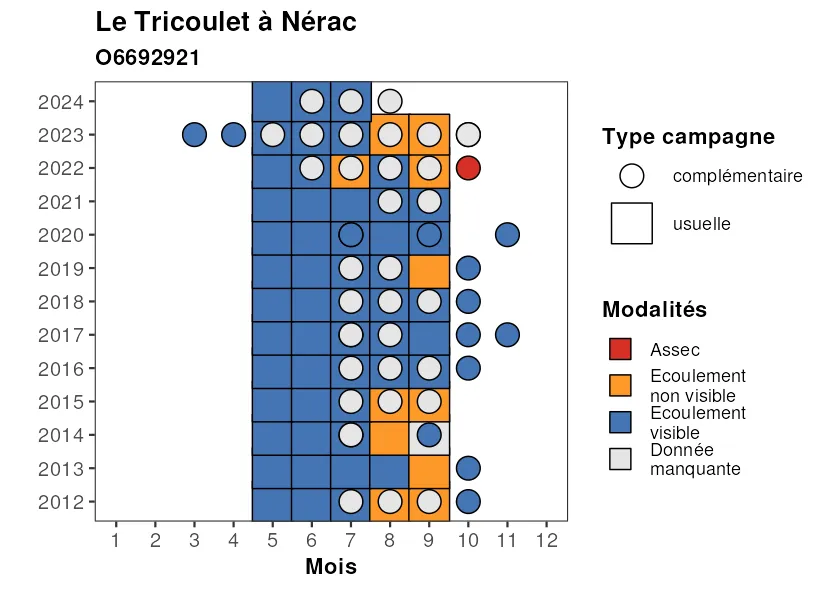 Le Tricoulet à Nérac
O6692921
2024
2023
2022
2021
2020
2019
2018
2017
2016
2015
2014
2013
2012
1 2 3 4 5 6 7 8 9 10 11 12
Mois
Type campagne
complémentaire
usuelle
Modalités
Assec
Ecoulement
non visible
Ecoulement
visible
Donnée
manquante